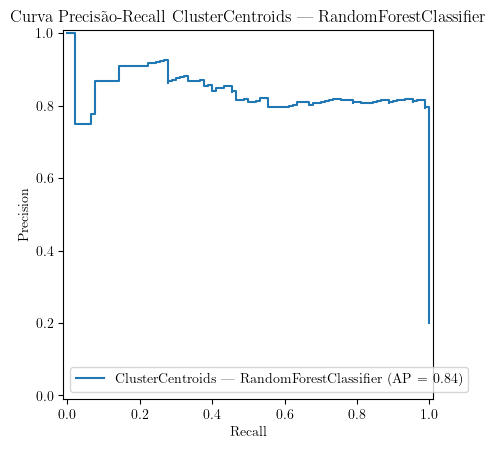 Curva Precisão-Recall ClusterCentroids — RandomForestClassifier
1.0
0.8
0.6
0.4
0.2
0.0
Precision
ClusterCentroids — RandomForestClassifier (AP = 0.84)
0.0 0.2 0.4 0.6 0.8 1.0
Recall